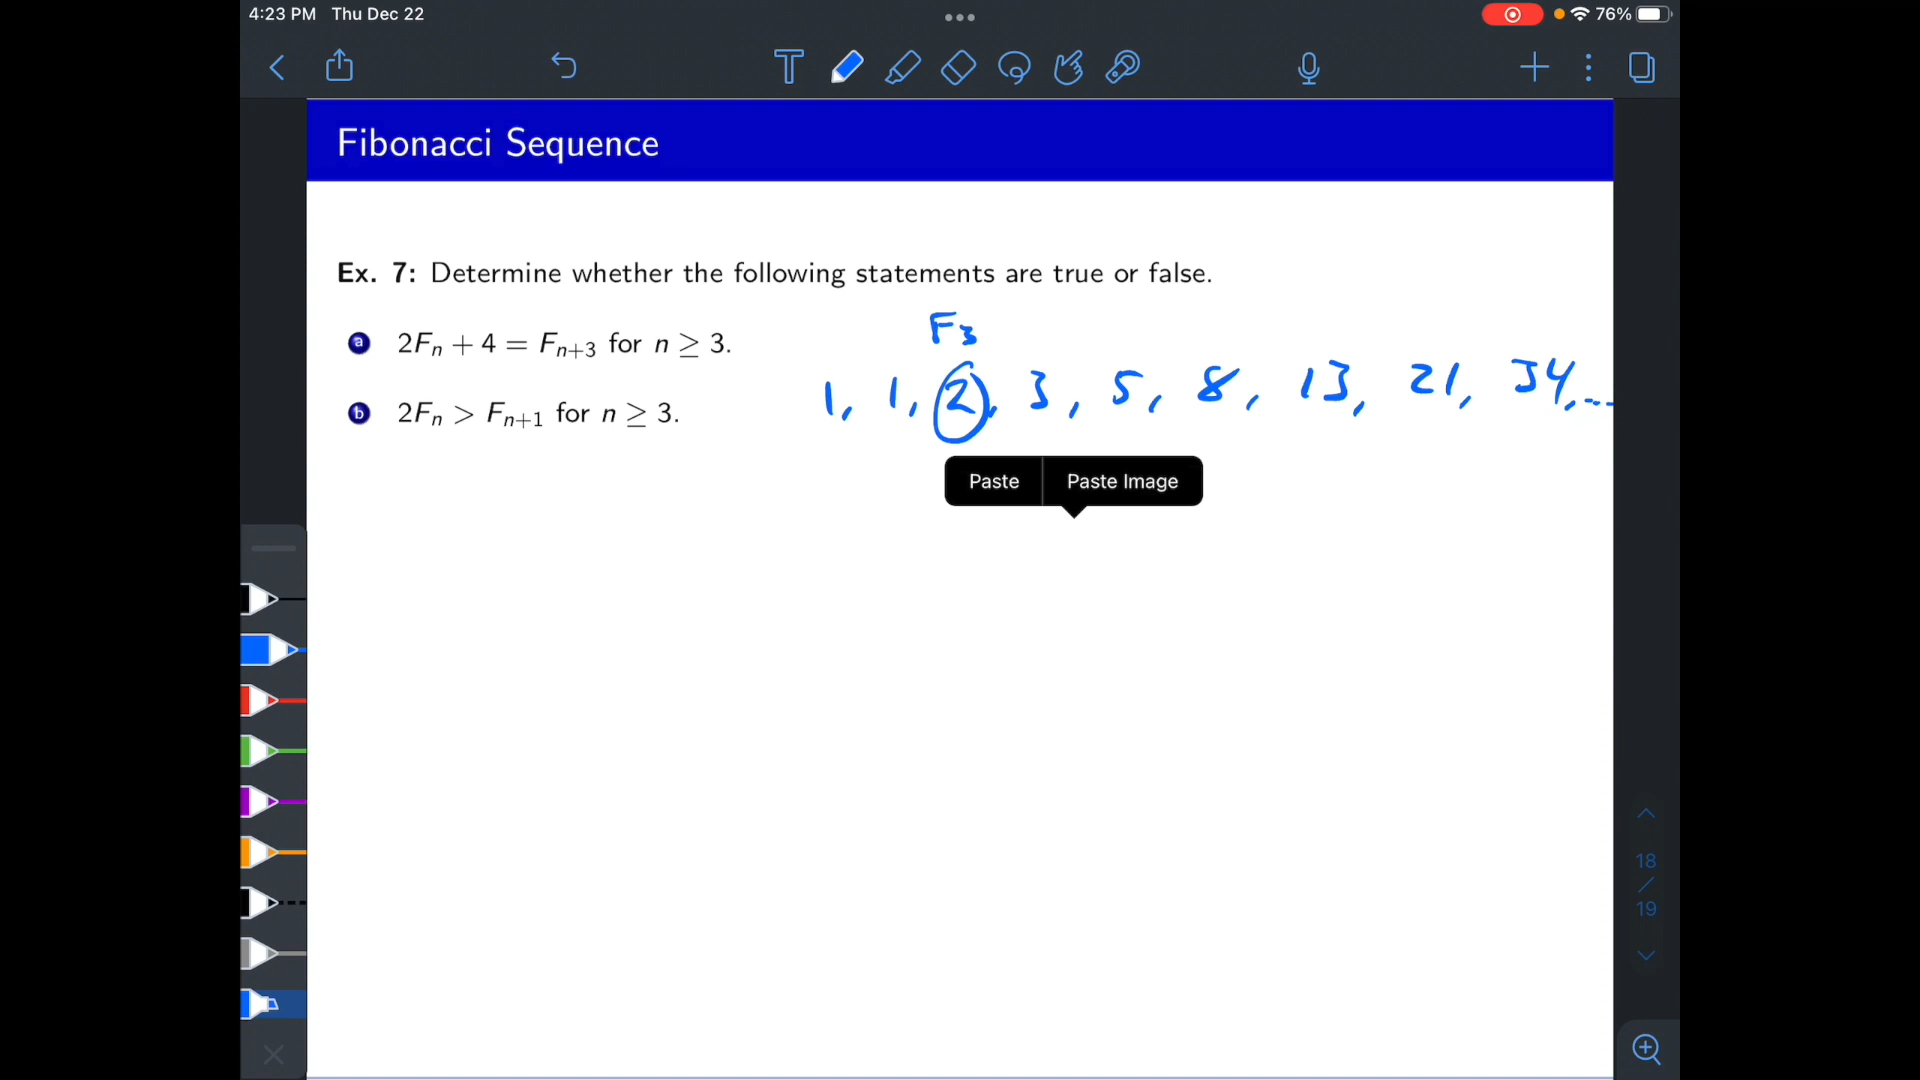 4:23 PM Thu Dec 22
76%
T
Fibonacci Sequence
Ex. 7: Determine whether the following statements are true or false.
F3
a 2Fn + 4 = Fn+3 for n ≥ 3.
1, 1, 2, 3, 5, 8, 13, 21, 34, ...
b 2Fn > Fn+1 for n ≥ 3.
Paste Paste Image
18
/
19